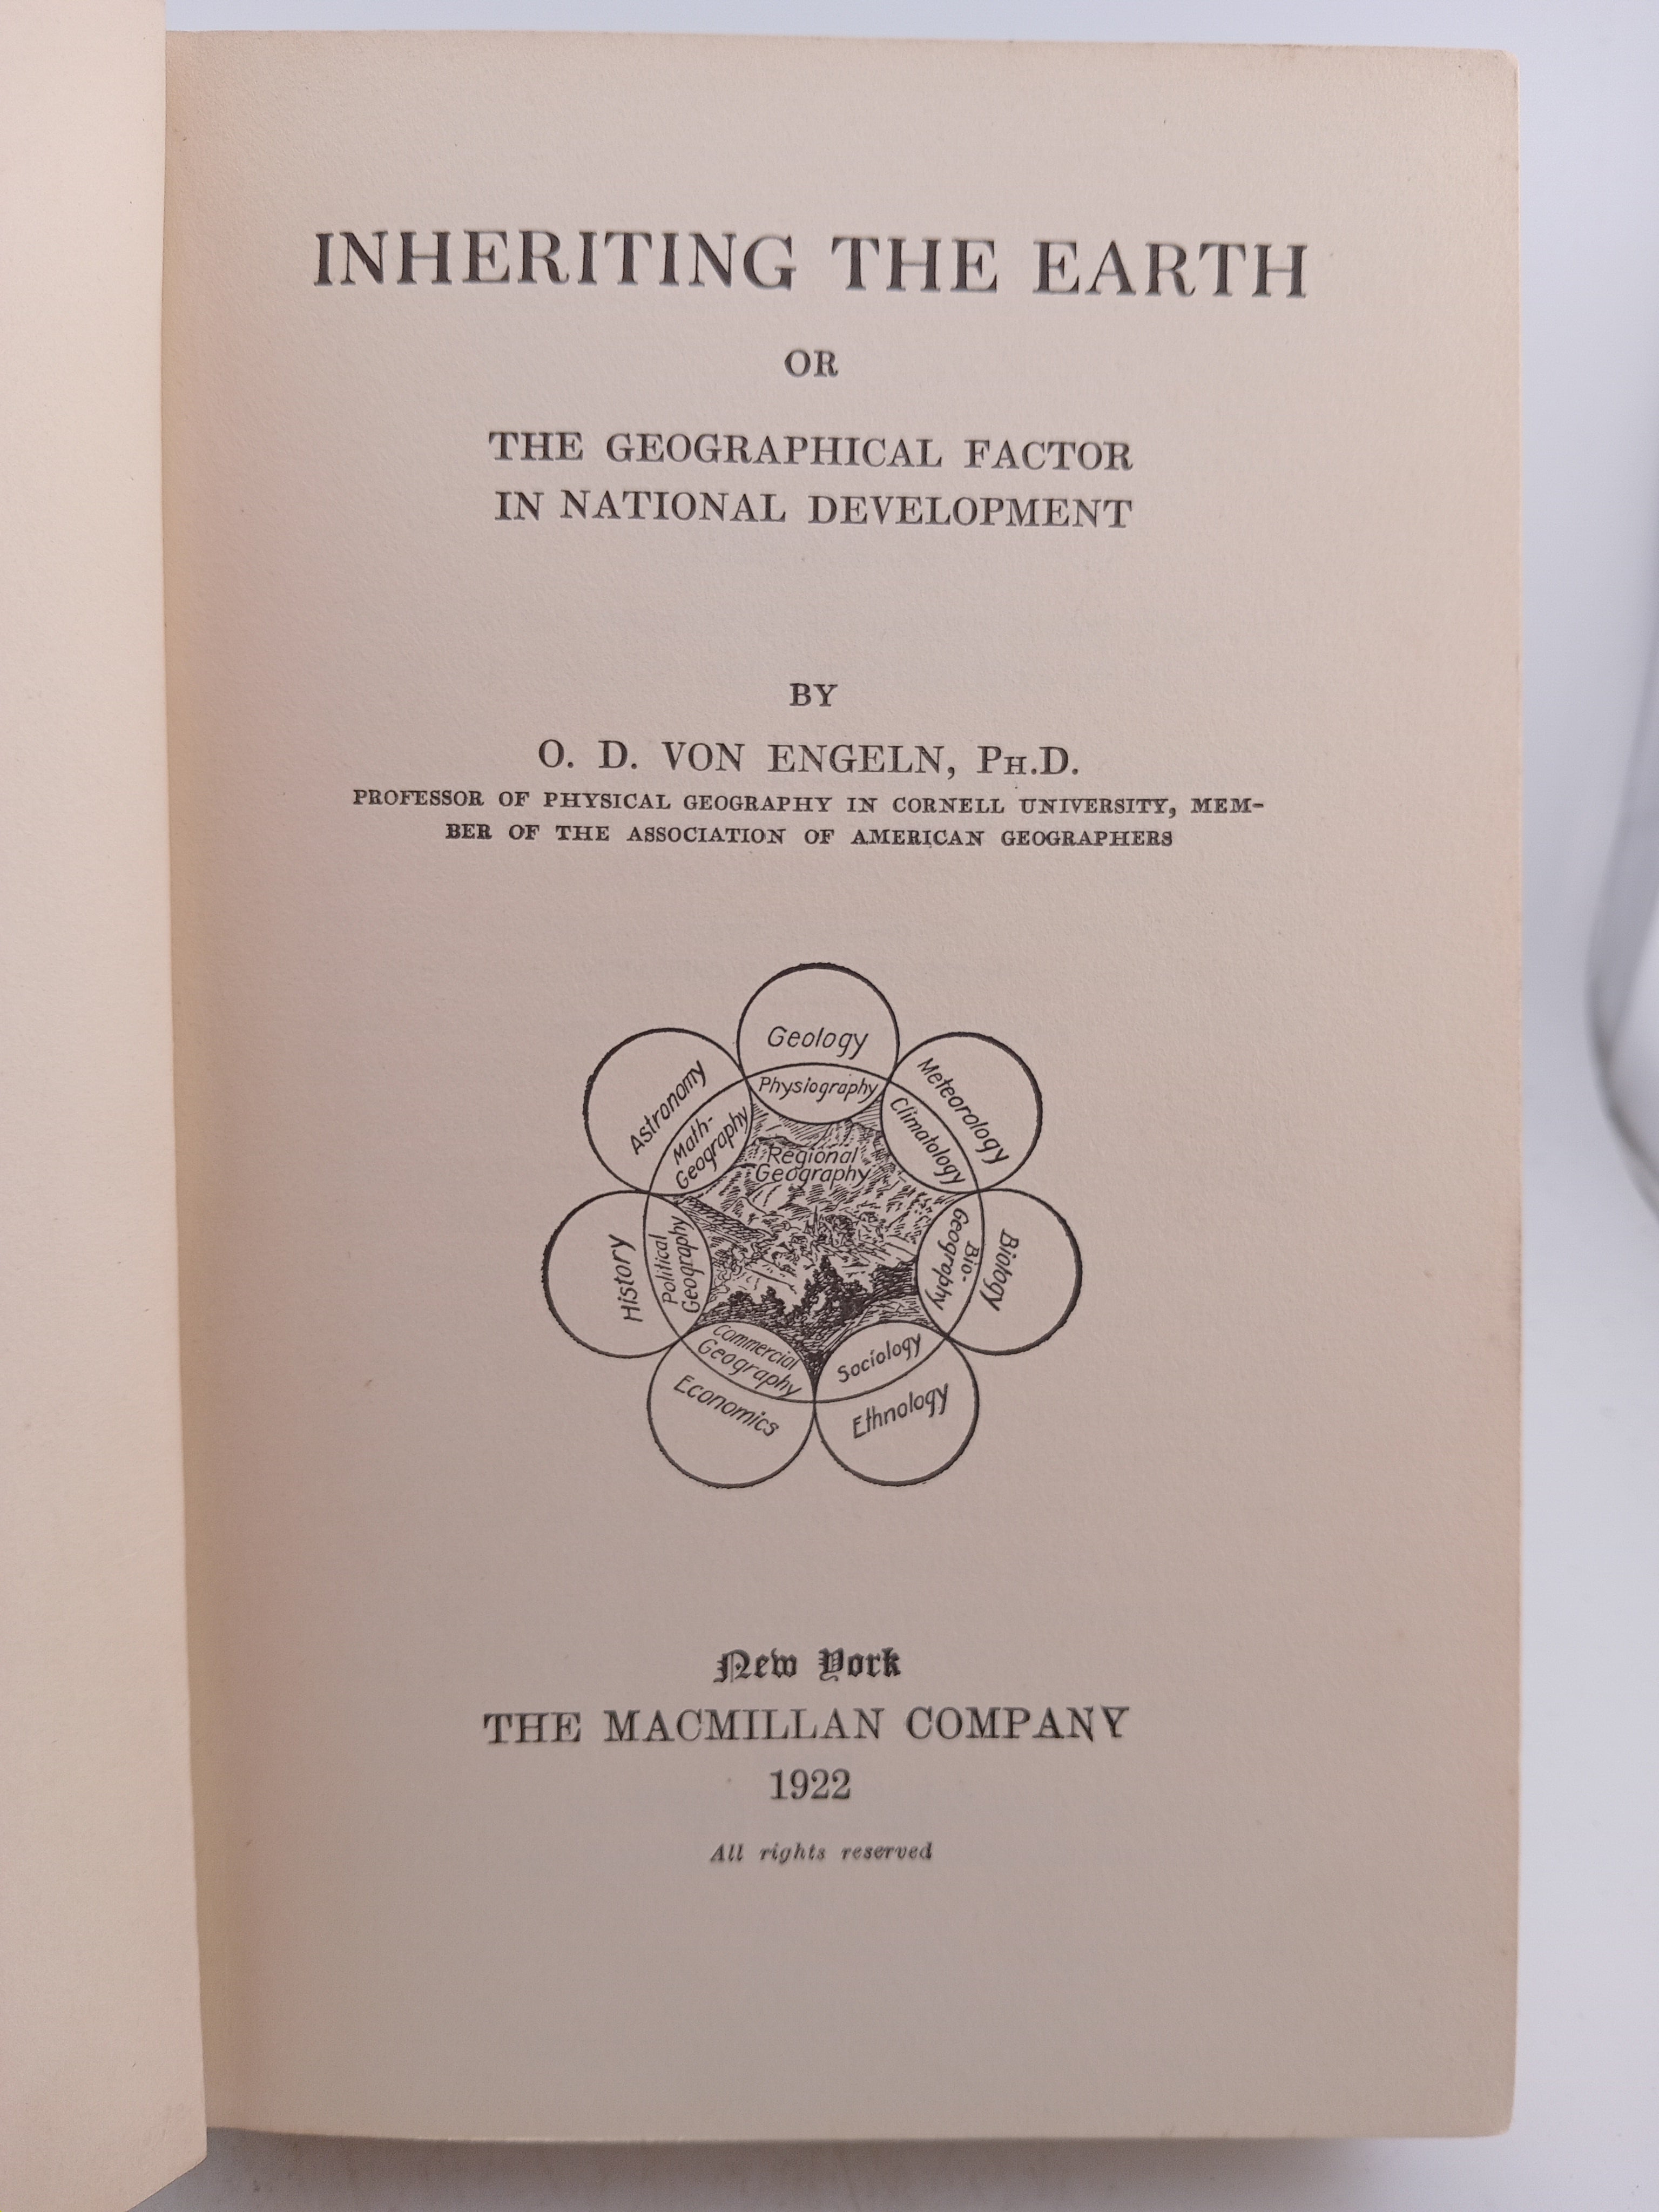 INHERITING THE EARTH
OR
THE GEOGRAPHICAL FACTOR
IN NATIONAL DEVELOPMENT
BY
O. D. VON ENGELN, PH.D.
PROFESSOR OF PHYSICAL GEOGRAPHY IN CORNELL UNIVERSITY, MEM-
BER OF THE ASSOCIATION OF AMERICAN GEOGRAPHERS
Geology
Physiography
Meteorology
Climatology
Biology
Bio-
Geography
Ethnology
Sociology
Economics
Commercial
Geography
History
Political
Geography
Astronomy
Math-
Geography
Regional
Geography
New York
THE MACMILLAN COMPANY
1922
All rights reserved